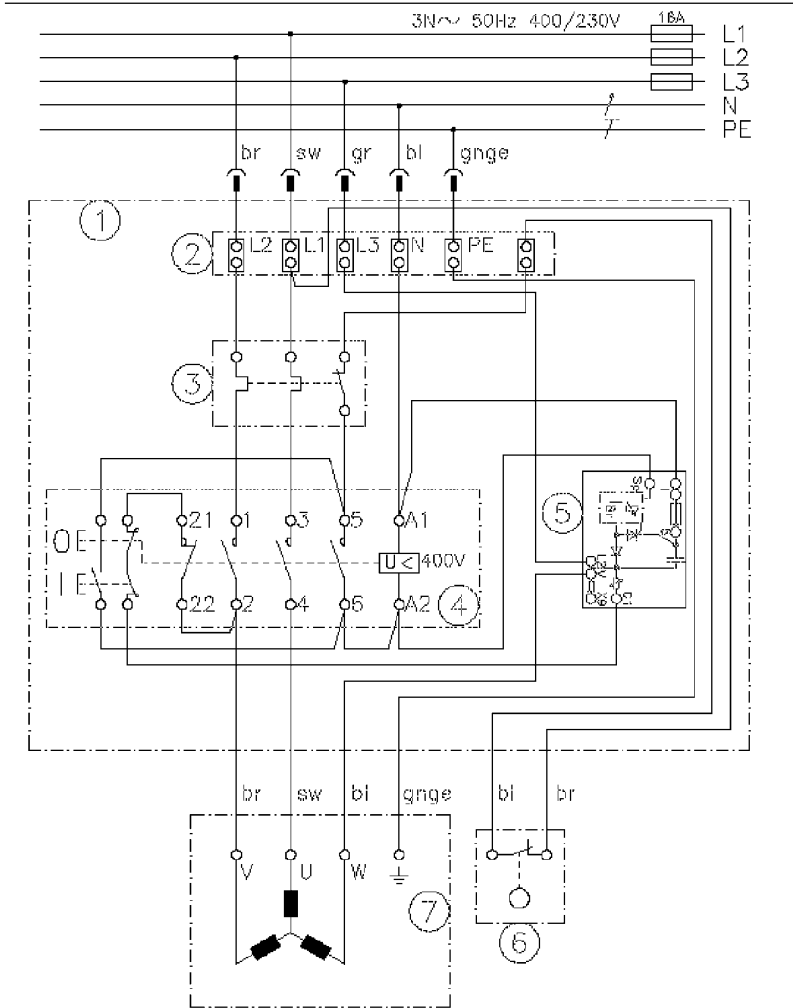 3N~ 50Hz 400/230V 16A L1
L2
L3
N
PE
br sw gr bl gnge
1
2 L2 L1 L3 N PE
3
5
0 21 1 3 5 A1
U< 400V
I 22 2 4 6 A2 4
br sw bl gnge bl br
V U W
7
6